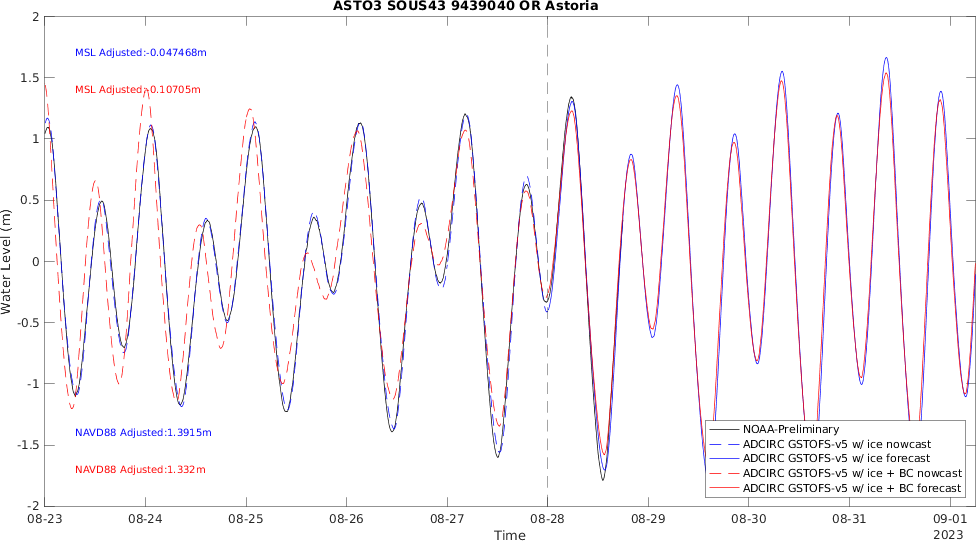 ASTO3 SOUS43 9439040 OR Astoria
2
1.5
1
0.5
0
-0.5
-1
-1.5
-2
Water Level (m)
MSL Adjusted:-0.047468m
MSL Adjusted:-0.10705m
NAVD88 Adjusted:1.3915m
NAVD88 Adjusted:1.332m
NOAA-Preliminary
ADCIRC GSTOFS-v5 w/ ice nowcast
ADCIRC GSTOFS-v5 w/ ice forecast
ADCIRC GSTOFS-v5 w/ ice + BC nowcast
ADCIRC GSTOFS-v5 w/ ice + BC forecast
08-23 08-24 08-25 08-26 08-27 08-28 08-29 08-30 08-31 09-01
Time
2023